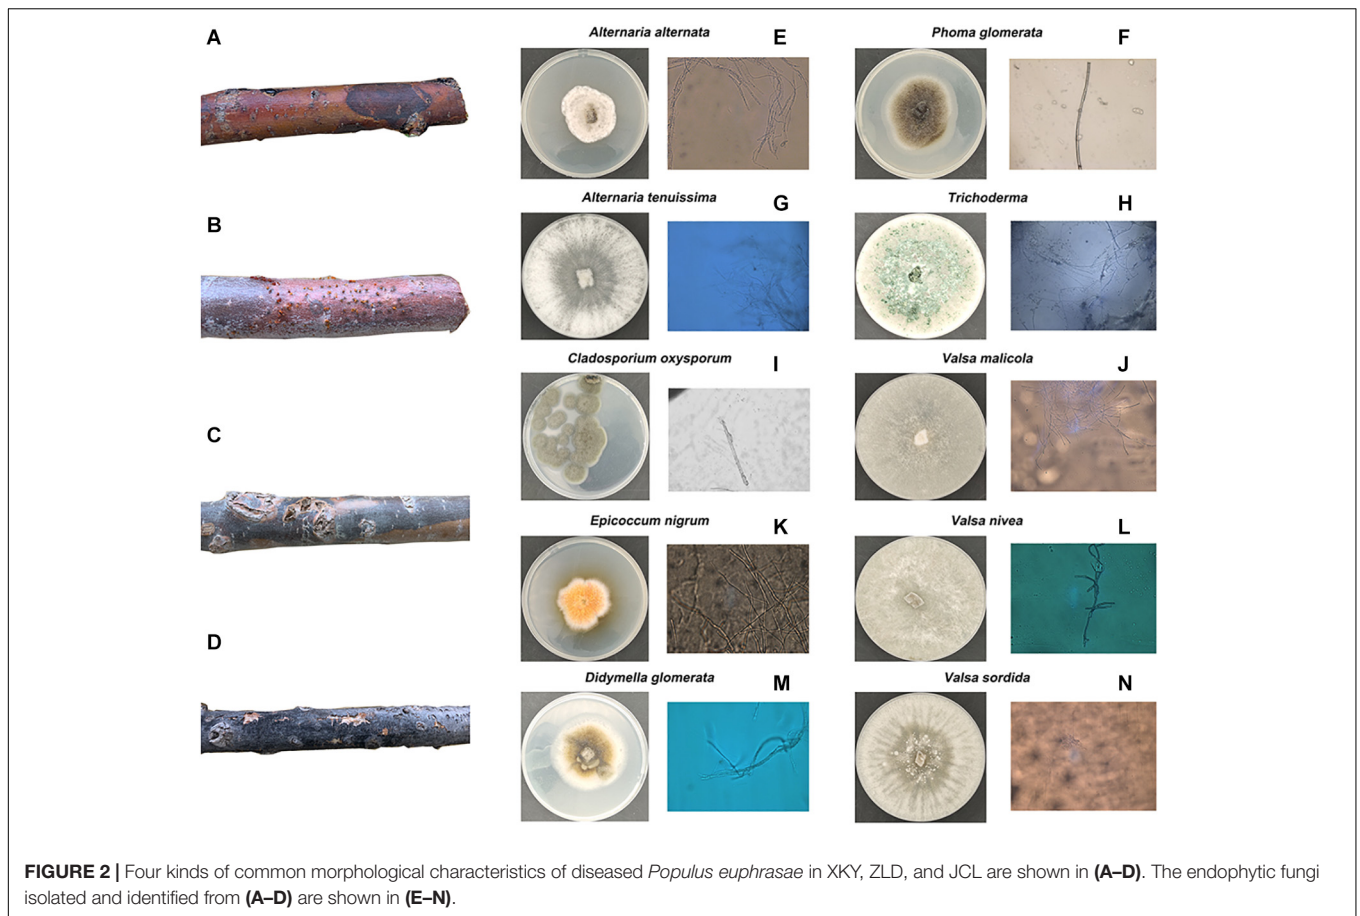 A
Alternaria alternata E
Phoma glomerata F
B
Alternaria tenuissima G
Trichoderma H
C
Cladosporium oxysporum I
Valsa malicola J
Epicoccum nigrum K
Valsa nivea L
D
Didymella glomerata M
Valsa sordida N
FIGURE 2 | Four kinds of common morphological characteristics of diseased Populus euphrasae in XKY, ZLD, and JCL are shown in (A–D). The endophytic fungi
isolated and identified from (A–D) are shown in (E–N).